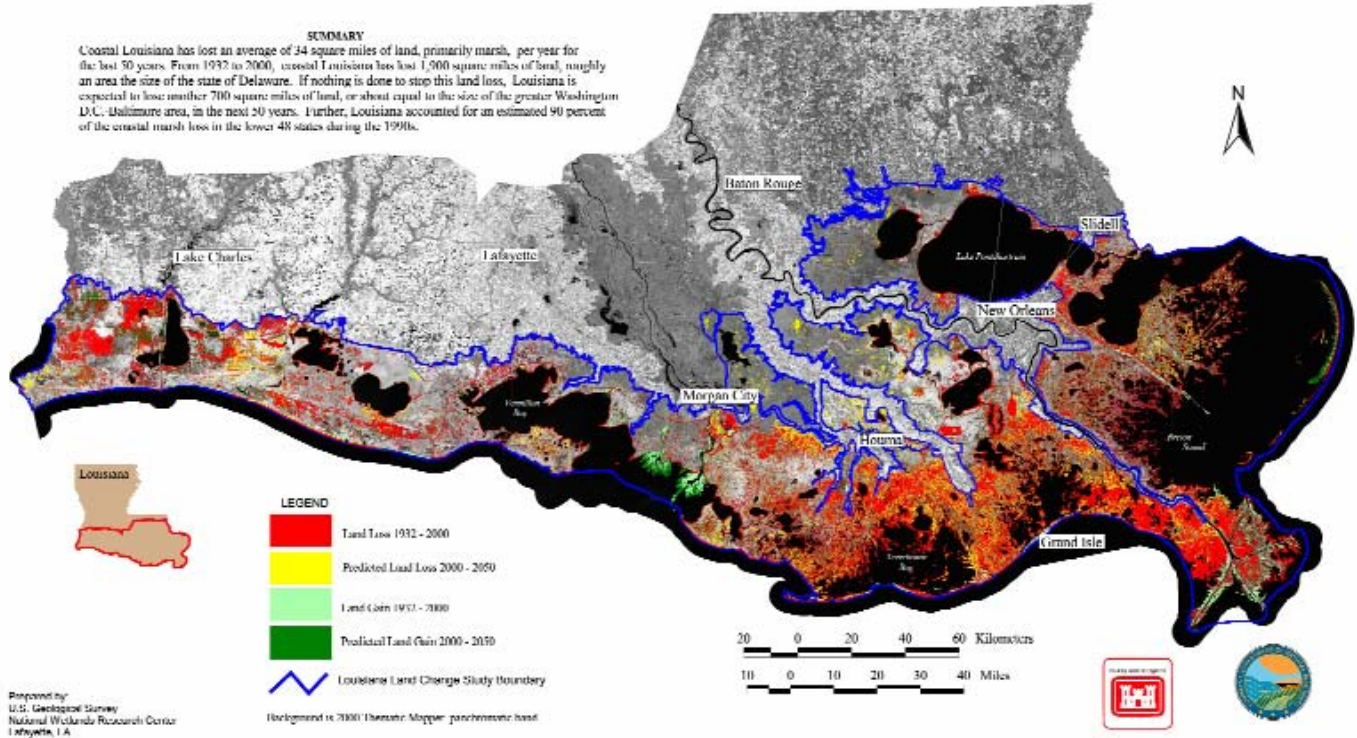 SUMMARY
Coastal Louisiana has lost an average of 34 square miles of land, primarily marsh, per year for
the last 50 years. From 1932 to 2000, coastal Louisiana has lost 1,900 square miles of land, roughly
an area the size of the state of Delaware. If nothing is done to stop this land loss, Louisiana is
expected to lose another 700 square miles of land, or about equal to the size of the greater Washington
D.C.-Baltimore area, in the next 50 years. Further, Louisiana accounted for an estimated 90 percent
of the coastal marsh loss in the lower 48 states during the 1990s.
N
Baton Rouge
Slidell
Lake Charles
Lafayette
Lake Pontchartrain
New Orleans
Morgan City
Vermilion
Bay
Houma
Breton
Sound
Louisiana
LEGEND
Land Loss 1932 - 2000
Predicted Land Loss 2000 - 2050
Land Gain 1932 - 2000
Predicted Land Gain 2000 - 2050
Louisiana Land Change Study Boundary
Background is 2000 Thematic Mapper panchromatic band
Grand Isle
Terrebonne
Bay
20 0 20 40 60 Kilometers
10 0 10 20 30 40 Miles
Prepared by:
U.S. Geological Survey
National Wetlands Research Center
Lafayette, LA